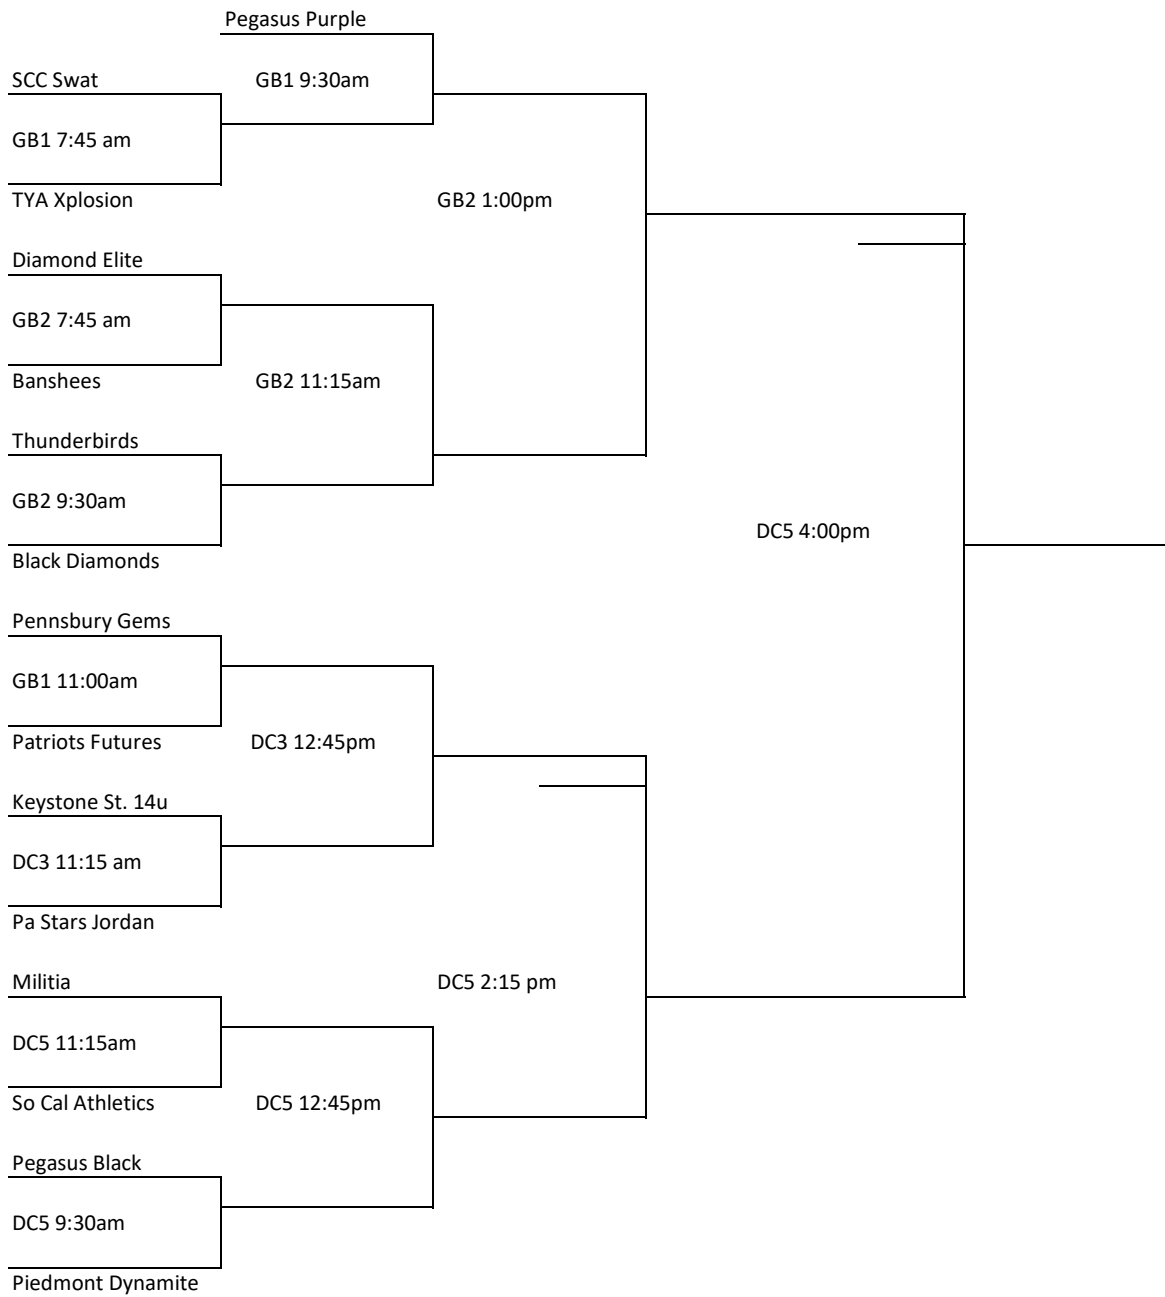 Pegasus Purple
SCC Swat
GB1 9:30am
GB1 7:45 am
TYA Xplosion
GB2 1:00pm
Diamond Elite
GB2 7:45 am
Banshees
GB2 11:15am
Thunderbirds
GB2 9:30am
DC5 4:00pm
Black Diamonds
Pennsbury Gems
GB1 11:00am
Patriots Futures
DC3 12:45pm
Keystone St. 14u
DC3 11:15 am
Pa Stars Jordan
Militia
DC5 2:15 pm
DC5 11:15am
So Cal Athletics
DC5 12:45pm
Pegasus Black
DC5 9:30am
Piedmont Dynamite